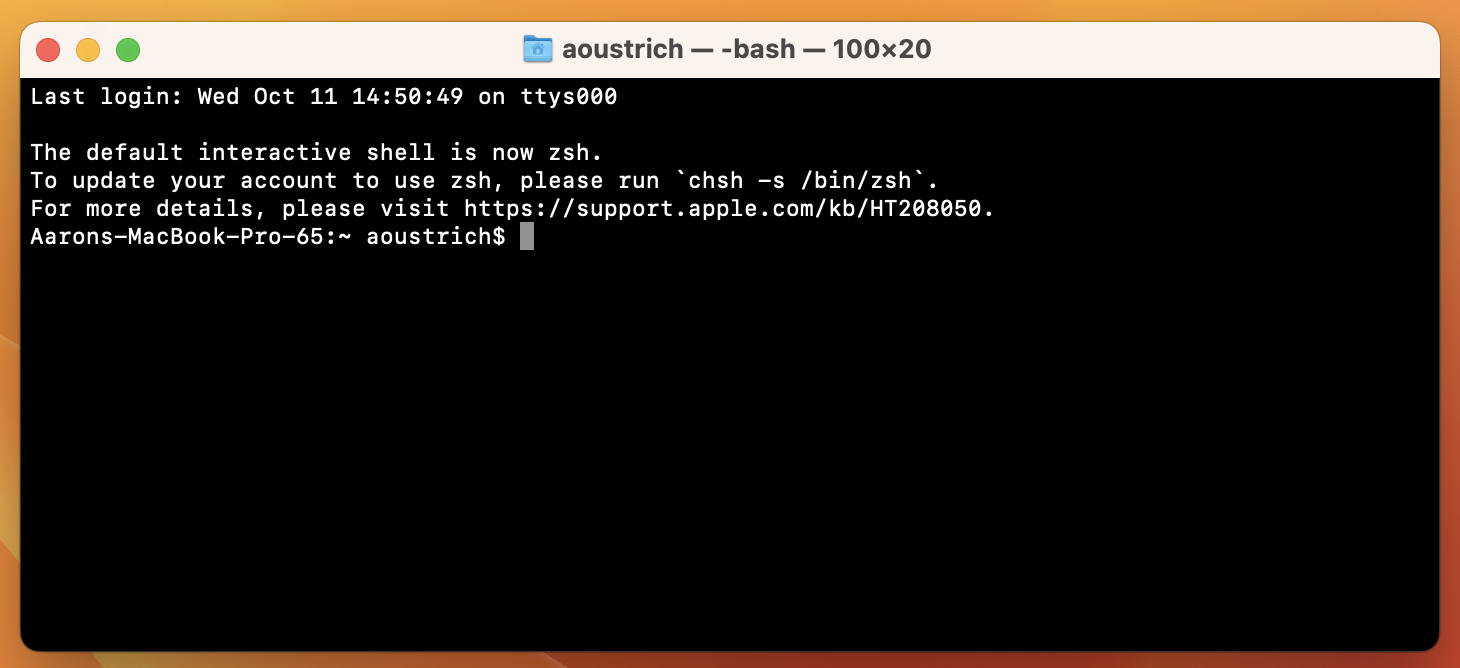 aoustrich — -bash — 100×20
Last login: Wed Oct 11 14:50:49 on ttys000
The default interactive shell is now zsh.
To update your account to use zsh, please run `chsh -s /bin/zsh`.
For more details, please visit https://support.apple.com/kb/HT208050.
Aarons-MacBook-Pro-65:~ aoustrich$